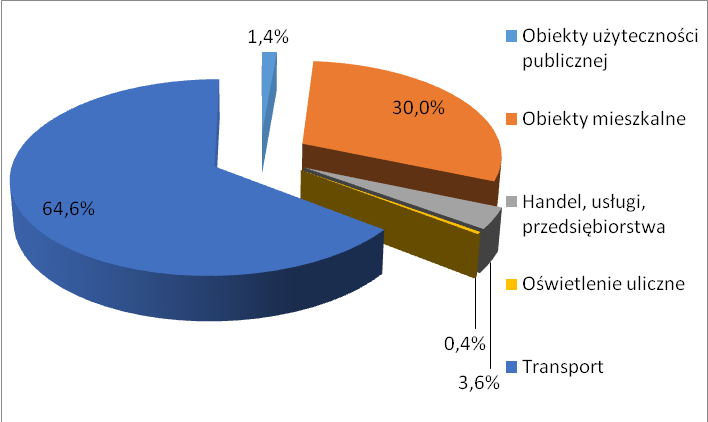 1,4%
30,0%
64,6%
0,4%
3,6%
Obiekty użyteczności
publicznej
Obiekty mieszkalne
Handel, usługi,
przedsiębiorstwa
Oświetlenie uliczne
Transport